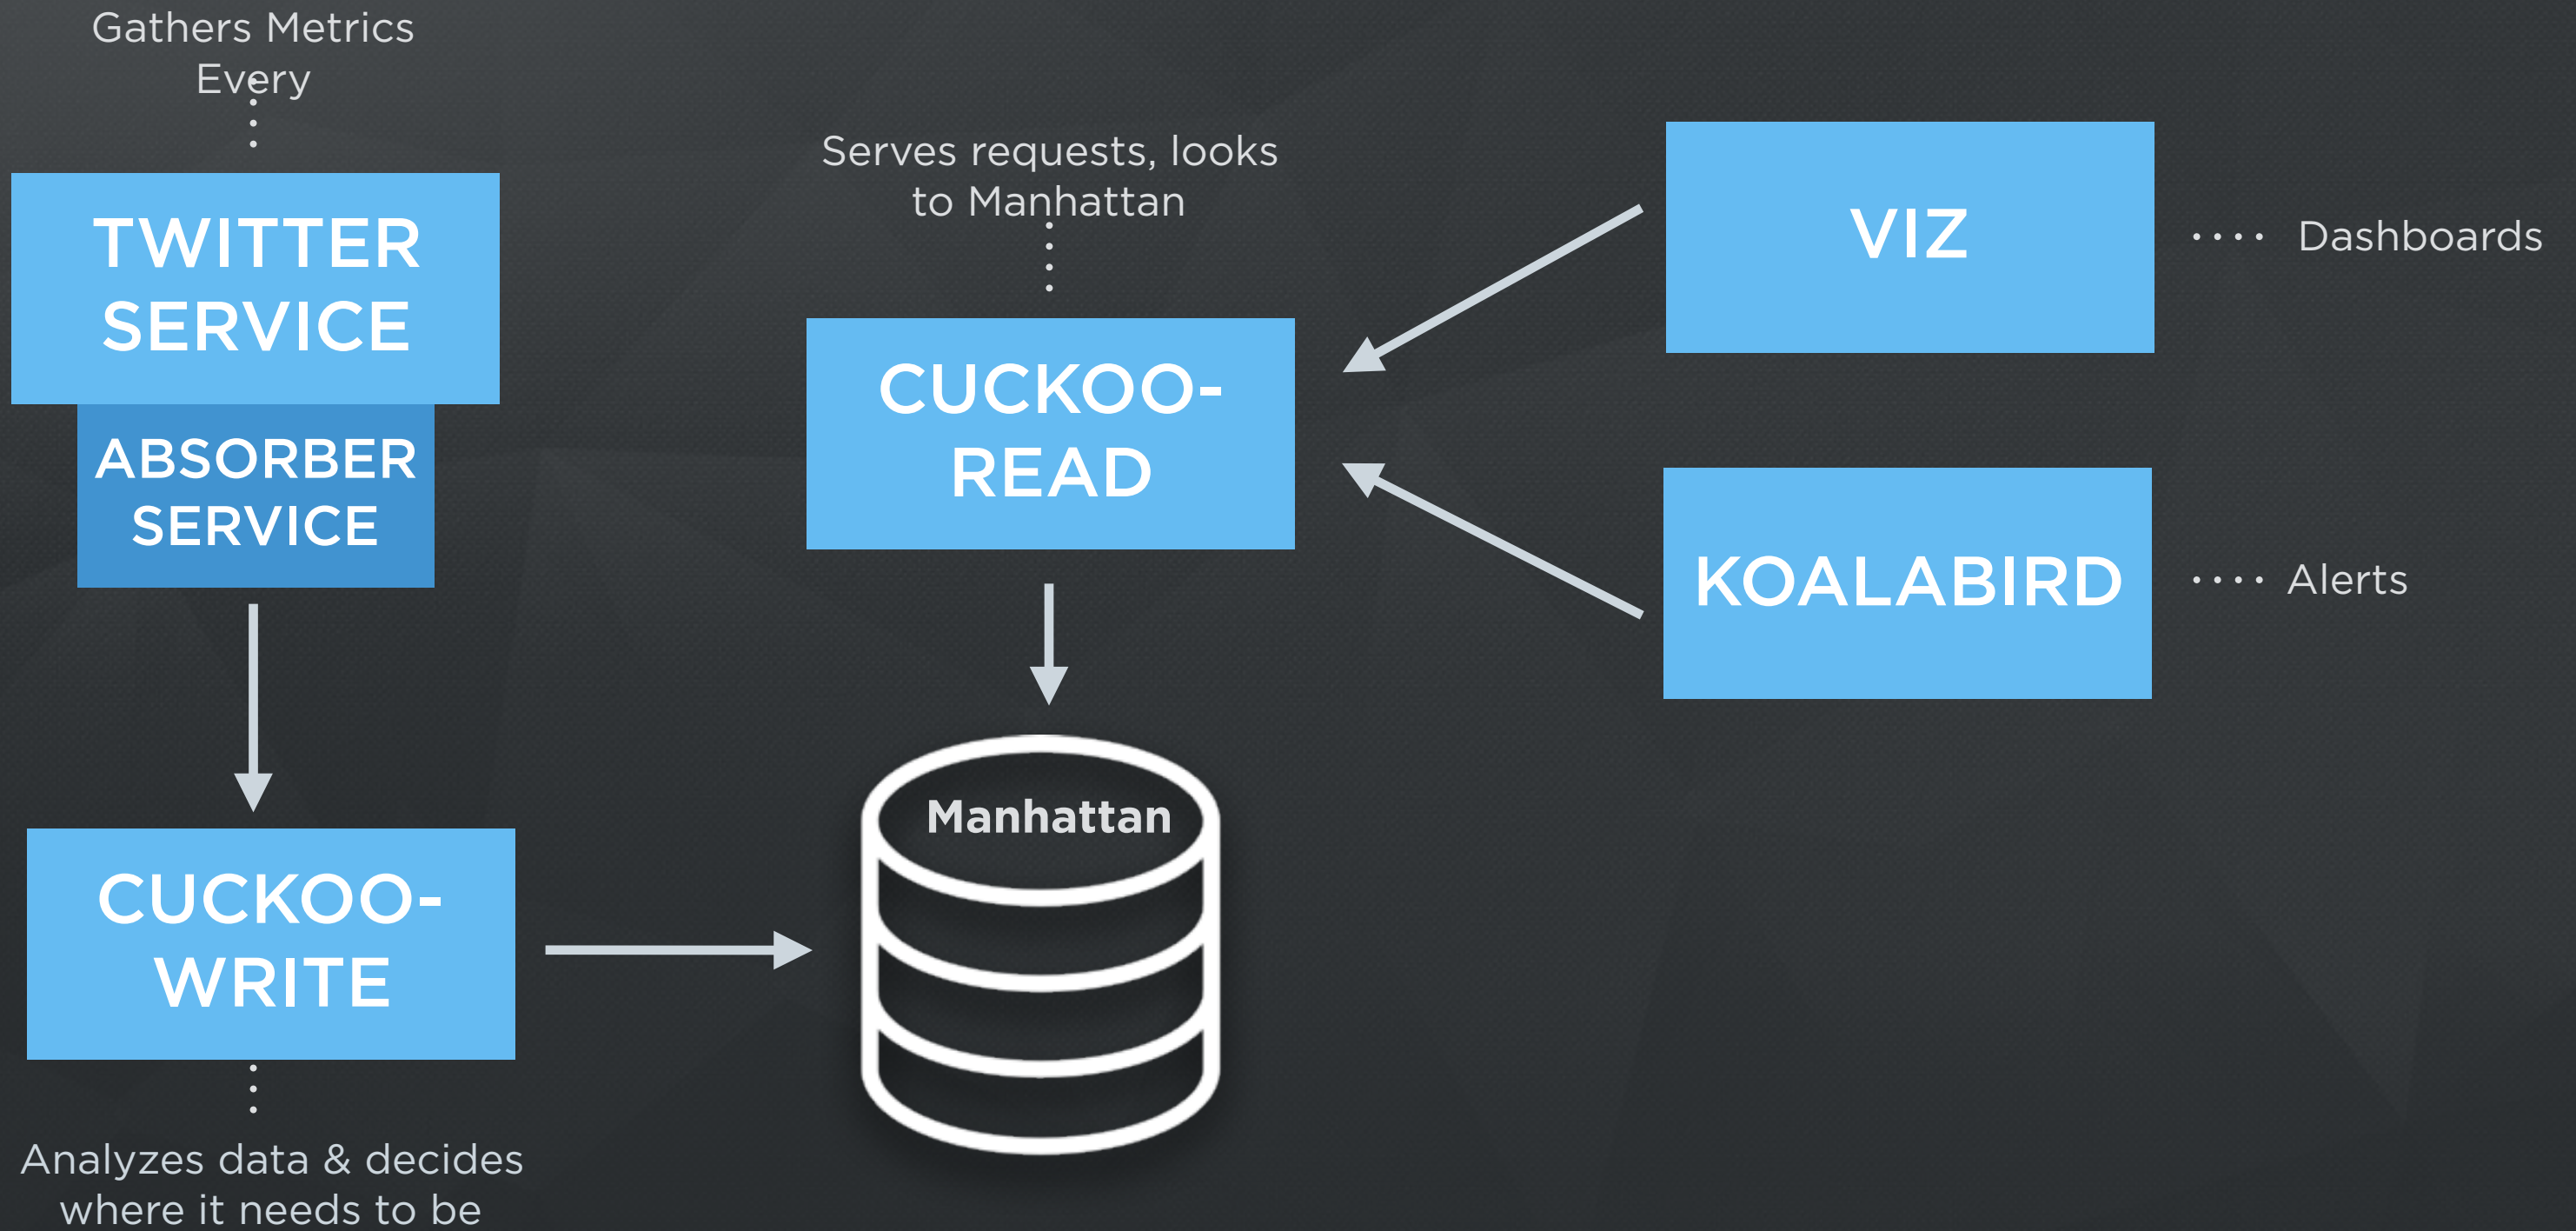 Gathers Metrics
Every
TWITTER
SERVICE
ABSORBER
SERVICE
CUCKOO-
WRITE
Analyzes data & decides
where it needs to be
Serves requests, looks
to Manhattan
CUCKOO-
READ
Manhattan
VIZ
Dashboards
KOALABIRD
Alerts